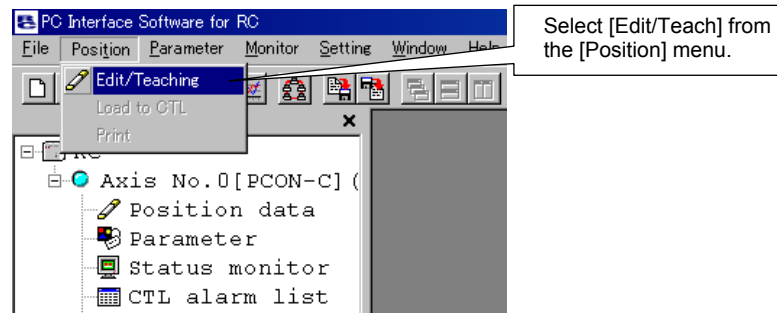 PC Interface Software for RC
File Position Parameter Monitor Setting Window Help
Edit/Teaching
Load to CTL
Print
Select [Edit/Teach] from
the [Position] menu.
RC
Axis No.0[PCON-C](
Position data
Parameter
Status monitor
CTL alarm list